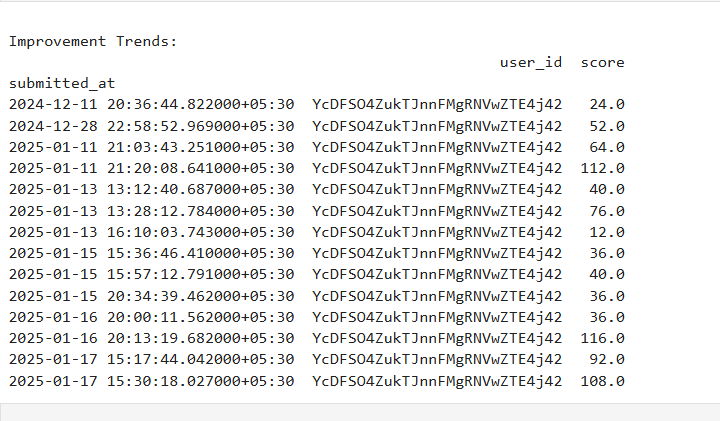 Improvement Trends:
user_id score
submitted_at
2024-12-11 20:36:44.822000+05:30 YcDFSO4ZukTJnnFMgRNVwZTE4j42 24.0
2024-12-28 22:58:52.969000+05:30 YcDFSO4ZukTJnnFMgRNVwZTE4j42 52.0
2025-01-11 21:03:43.251000+05:30 YcDFSO4ZukTJnnFMgRNVwZTE4j42 64.0
2025-01-11 21:20:08.641000+05:30 YcDFSO4ZukTJnnFMgRNVwZTE4j42 112.0
2025-01-13 13:12:40.687000+05:30 YcDFSO4ZukTJnnFMgRNVwZTE4j42 40.0
2025-01-13 13:28:12.784000+05:30 YcDFSO4ZukTJnnFMgRNVwZTE4j42 76.0
2025-01-13 16:10:03.743000+05:30 YcDFSO4ZukTJnnFMgRNVwZTE4j42 12.0
2025-01-15 15:36:46.410000+05:30 YcDFSO4ZukTJnnFMgRNVwZTE4j42 36.0
2025-01-15 15:57:12.791000+05:30 YcDFSO4ZukTJnnFMgRNVwZTE4j42 40.0
2025-01-15 20:34:39.462000+05:30 YcDFSO4ZukTJnnFMgRNVwZTE4j42 36.0
2025-01-16 20:00:11.562000+05:30 YcDFSO4ZukTJnnFMgRNVwZTE4j42 36.0
2025-01-16 20:13:19.682000+05:30 YcDFSO4ZukTJnnFMgRNVwZTE4j42 116.0
2025-01-17 15:17:44.042000+05:30 YcDFSO4ZukTJnnFMgRNVwZTE4j42 92.0
2025-01-17 15:30:18.027000+05:30 YcDFSO4ZukTJnnFMgRNVwZTE4j42 108.0